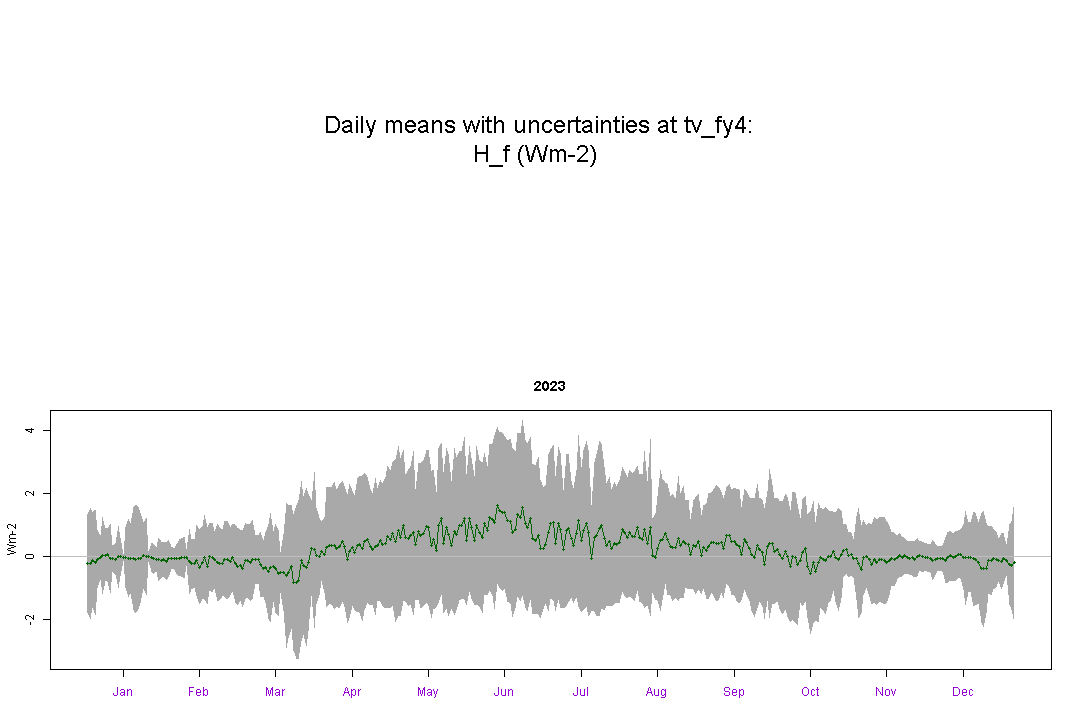 Daily means with uncertainties at tv_fy4:
H_f (Wm-2)
2023
Wm-2
4
2
0
-2
Jan Feb Mar Apr May Jun Jul Aug Sep Oct Nov Dec